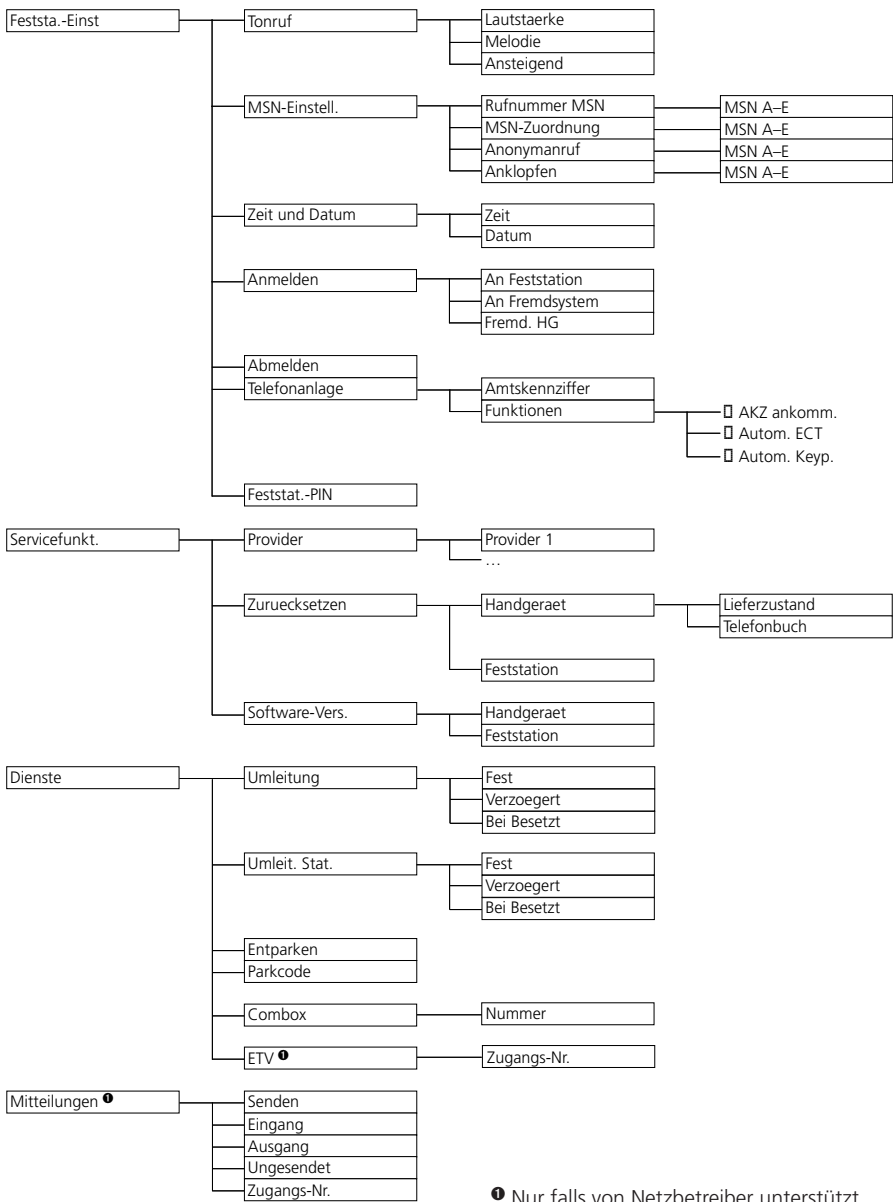 Feststa.-Einst
Tonruf
Lautstaerke
Melodie
Ansteigend
MSN-Einstell.
Rufnummer MSN
MSN A–E
MSN-Zuordnung
MSN A–E
Anonymanruf
MSN A–E
Anklopfen
MSN A–E
Zeit und Datum
Zeit
Datum
Anmelden
An Feststation
An Fremdsystem
Fremd. HG
Abmelden
Telefonanlage
Amtskennziffer
Funktionen
AKZ ankomm.
Autom. ECT
Autom. Keyp.
Feststat.-PIN
Servicefunkt.
Provider
Provider 1
…
Zuruecksetzen
Handgeraet
Lieferzustand
Telefonbuch
Feststation
Software-Vers.
Handgeraet
Feststation
Dienste
Umleitung
Fest
Verzoegert
Bei Besetzt
Umleit. Stat.
Fest
Verzoegert
Bei Besetzt
Entparken
Parkcode
Combox
Nummer
ETV ❶
Zugangs-Nr.
Mitteilungen ❶
Senden
Eingang
Ausgang
Ungesendet
Zugangs-Nr.
❶ Nur falls von Netzbetreiber unterstützt